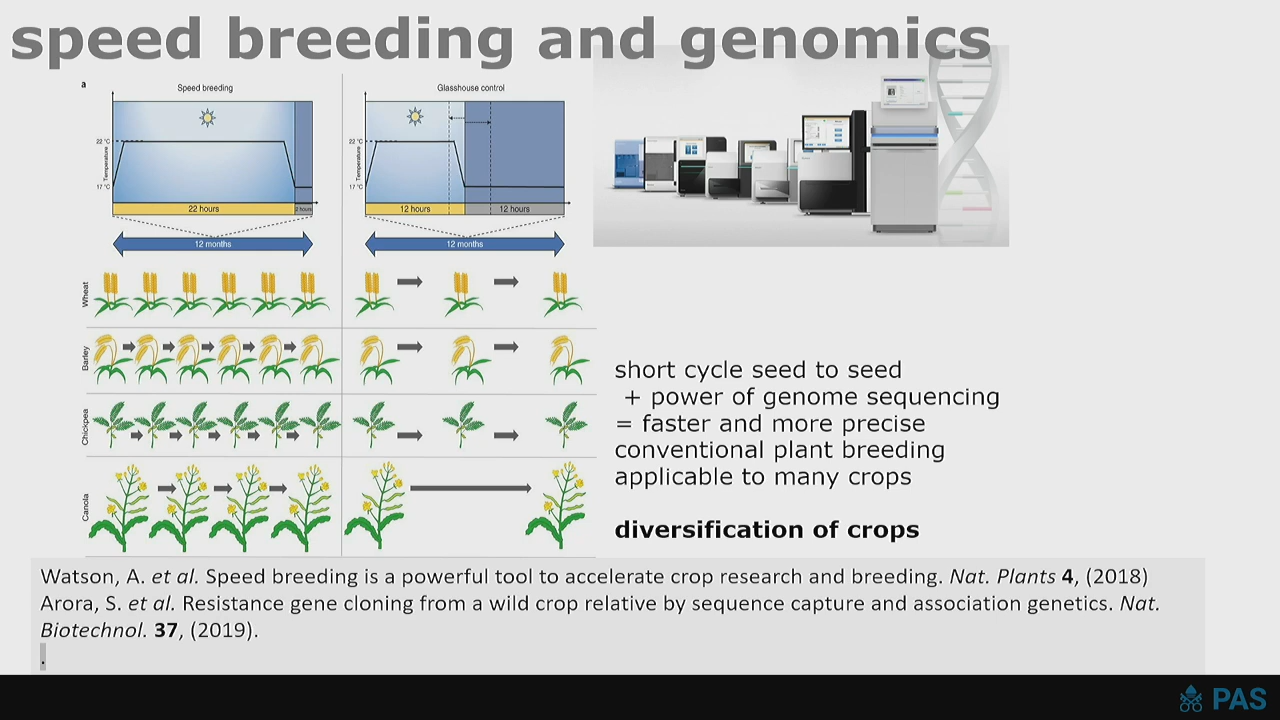 speed breeding and genomics
a
Speed breeding
Glasshouse control
22 °C
17 °C
Temperature
22 hours
2 hours
12 months
22 °C
17 °C
Temperature
12 hours
12 hours
12 months
Wheat
Barley
Chickpea
Canola
short cycle seed to seed
+ power of genome sequencing
= faster and more precise
conventional plant breeding
applicable to many crops
diversification of crops
Watson, A. et al. Speed breeding is a powerful tool to accelerate crop research and breeding. Nat. Plants 4, (2018)
Arora, S. et al. Resistance gene cloning from a wild crop relative by sequence capture and association genetics. Nat.
Biotechnol. 37, (2019).
.
PAS